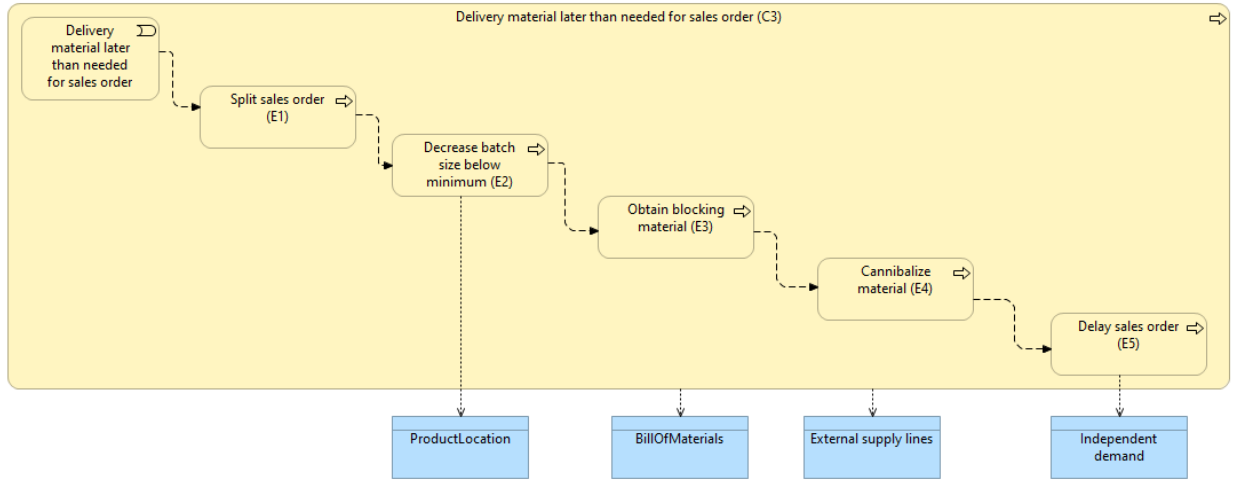 Delivery material later than needed for sales order (C3)
Delivery
material later
than needed
for sales order
Split sales order
(E1)
Decrease batch
size below
minimum (E2)
Obtain blocking
material (E3)
Cannibalize
material (E4)
Delay sales order
(E5)
ProductLocation
BillOfMaterials
External supply lines
Independent
demand